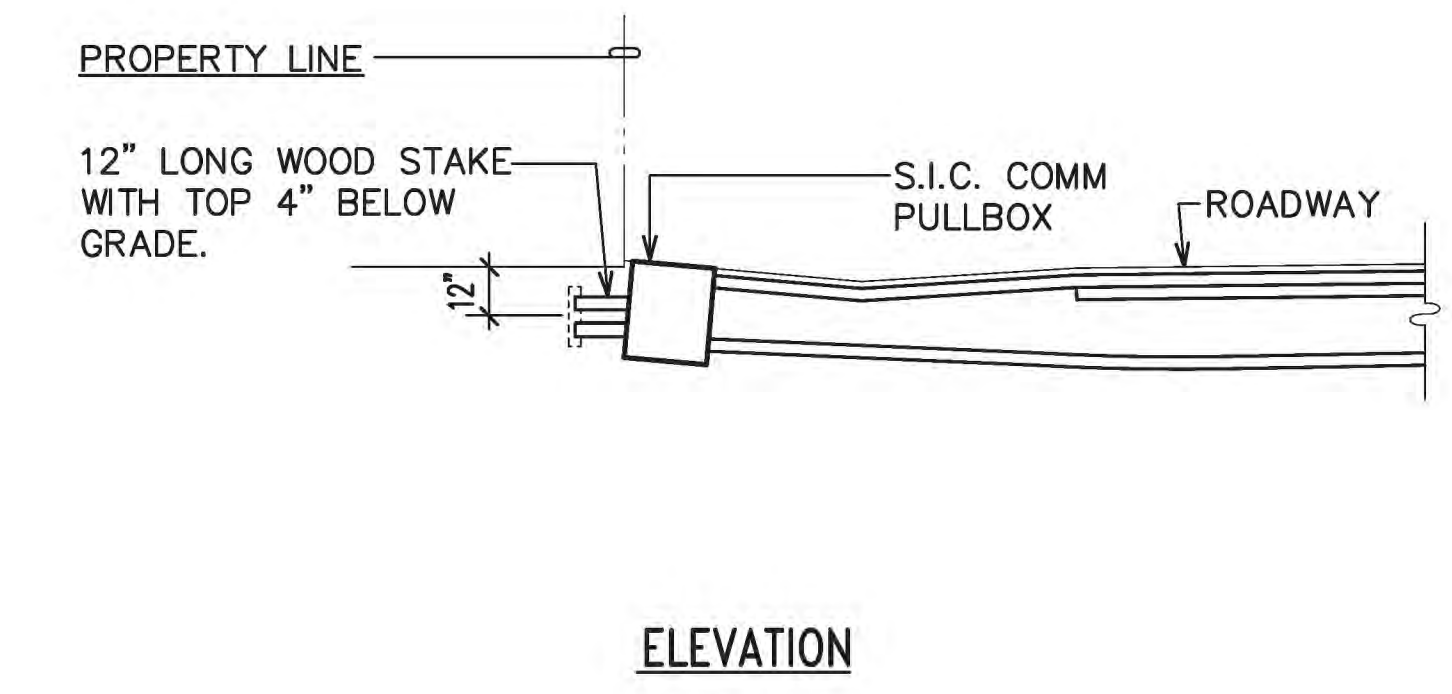 PROPERTY LINE
12” LONG WOOD STAKE
WITH TOP 4” BELOW
GRADE.
S.I.C. COMM
PULLBOX
ROADWAY
12”
ELEVATION